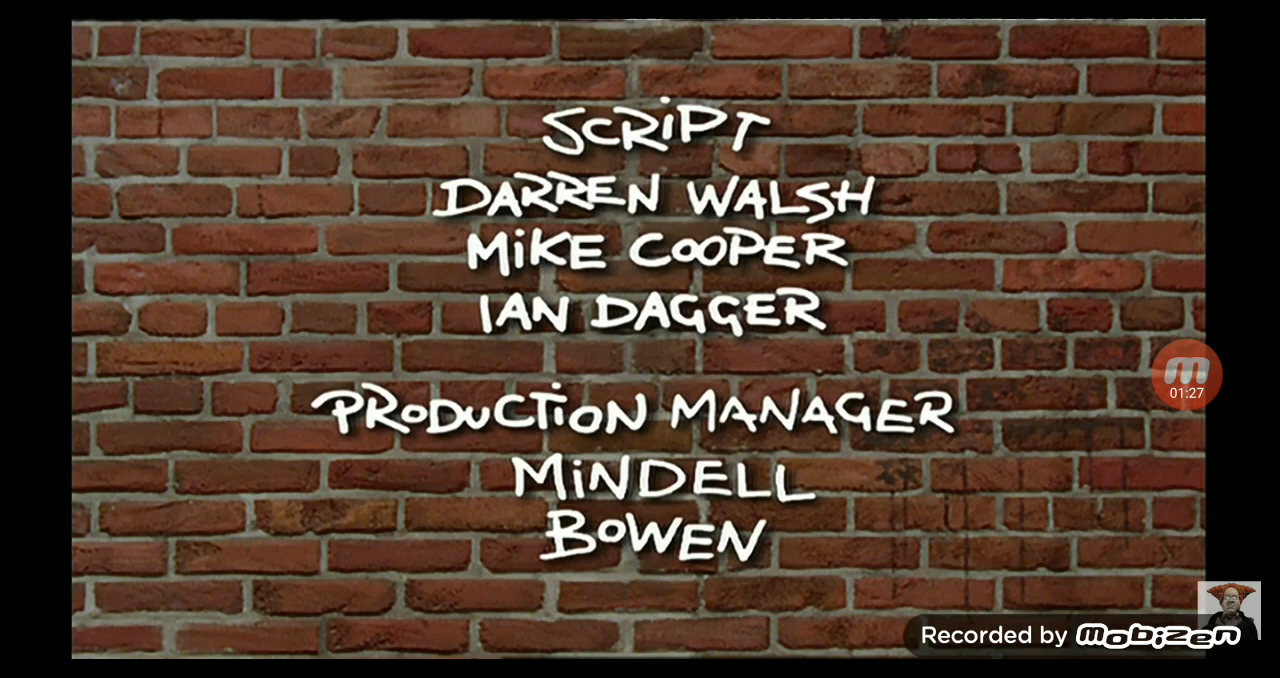 SCRiPT
DARREN WALSH
MiKE COOPER
IAN DAGGER
PRODUCTiON MANAGER
MiNDELL
BOWEN
01:27
Recorded by mobizen